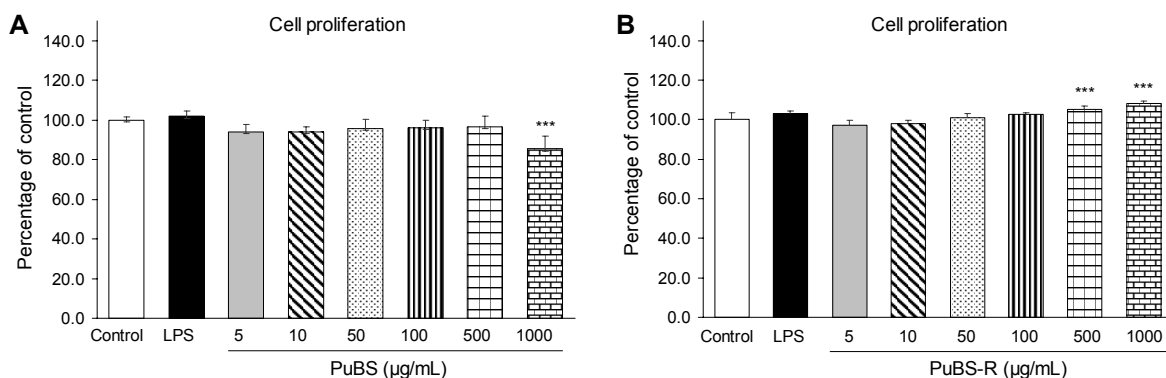 A
Cell proliferation
Percentage of control
140.0
120.0
100.0
80.0
60.0
40.0
20.0
0.0
***
Control LPS 5 10 50 100 500 1000
PuBS (µg/mL)
B
Cell proliferation
Percentage of control
140.0
120.0
100.0
80.0
60.0
40.0
20.0
0.0
*** ***
Control LPS 5 10 50 100 500 1000
PuBS-R (µg/mL)